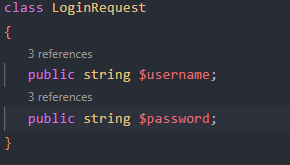 class LoginRequest
{
3 references
public string $username;
3 references
public string $password;
}